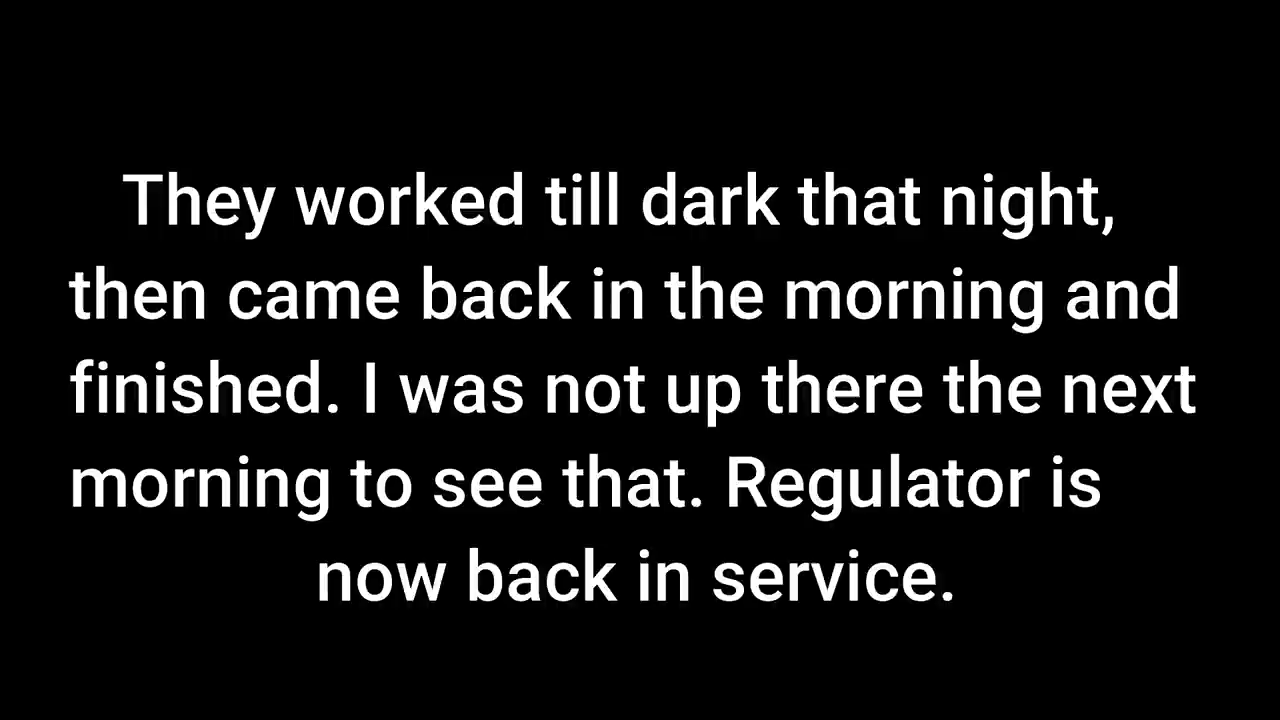 They worked till dark that night,
then came back in the morning and
finished. I was not up there the next
morning to see that. Regulator is
now back in service.